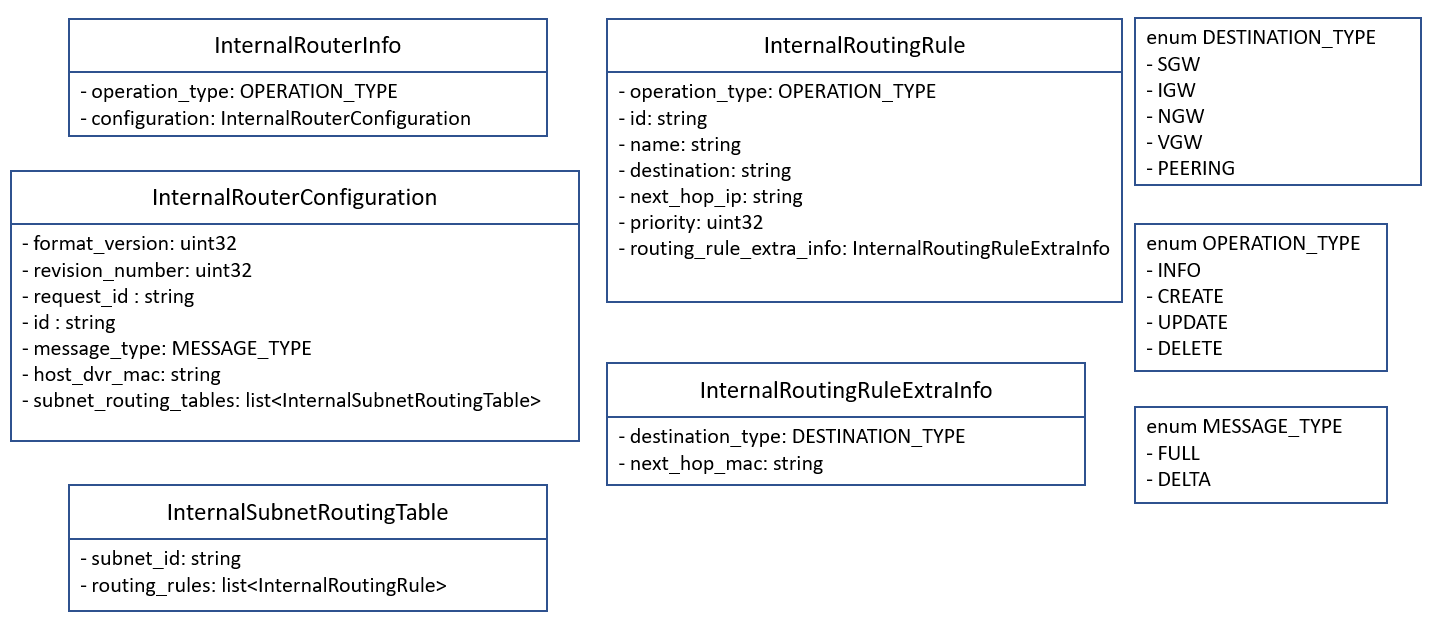 InternalRouterInfo
- operation_type: OPERATION_TYPE
- configuration: InternalRouterConfiguration
InternalRouterConfiguration
- format_version: uint32
- revision_number: uint32
- request_id : string
- id : string
- message_type: MESSAGE_TYPE
- host_dvr_mac: string
- subnet_routing_tables: list<InternalSubnetRoutingTable>
InternalSubnetRoutingTable
- subnet_id: string
- routing_rules: list<InternalRoutingRule>
InternalRoutingRule
- operation_type: OPERATION_TYPE
- id: string
- name: string
- destination: string
- next_hop_ip: string
- priority: uint32
- routing_rule_extra_info: InternalRoutingRuleExtraInfo
InternalRoutingRuleExtraInfo
- destination_type: DESTINATION_TYPE
- next_hop_mac: string
enum DESTINATION_TYPE
- SGW
- IGW
- NGW
- VGW
- PEERING
enum OPERATION_TYPE
- INFO
- CREATE
- UPDATE
- DELETE
enum MESSAGE_TYPE
- FULL
- DELTA